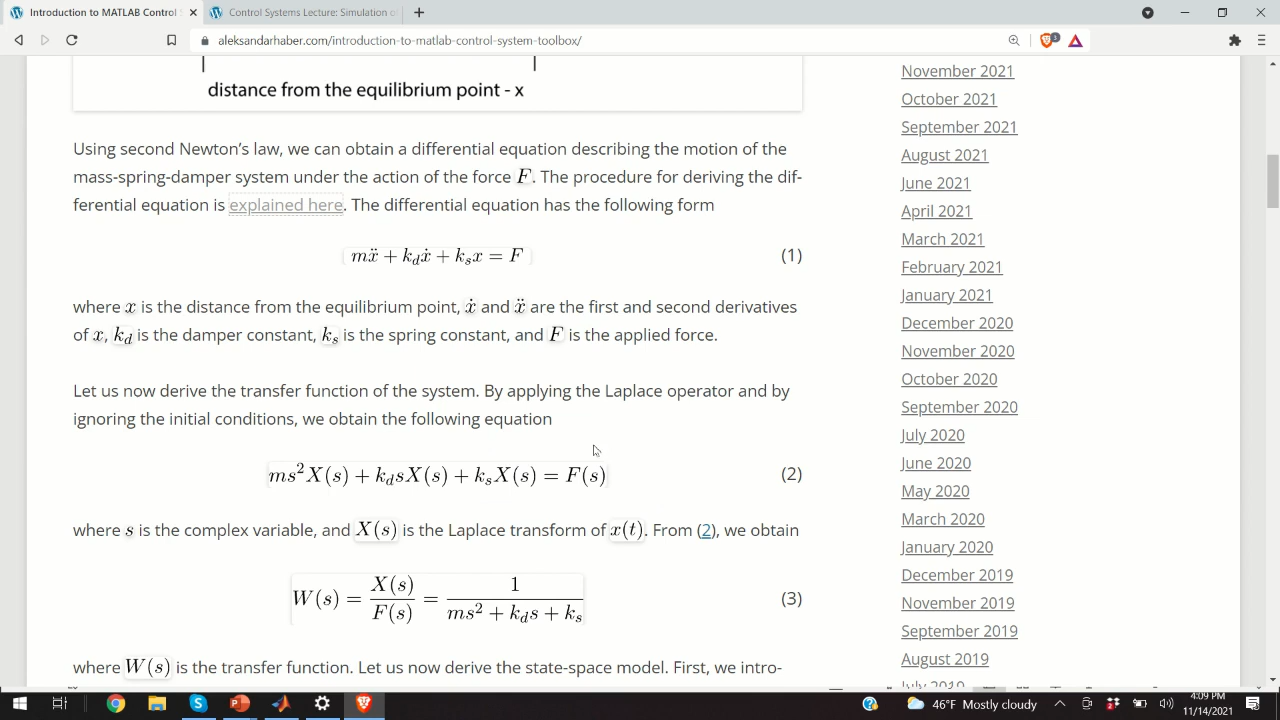 Introduction to MATLAB Control
Control Systems Lecture: Simulation o
aleksandarhaber.com/introduction-to-matlab-control-system-toolbox/
3
distance from the equilibrium point - x
Using second Newton's law, we can obtain a differential equation describing the motion of the
mass-spring-damper system under the action of the force F. The procedure for deriving the dif-
ferential equation is explained here. The differential equation has the following form
mẍ + k_dẋ + k_sx = F (1)
where x is the distance from the equilibrium point, ẋ and ẍ are the first and second derivatives
of x, k_d is the damper constant, k_s is the spring constant, and F is the applied force.
Let us now derive the transfer function of the system. By applying the Laplace operator and by
ignoring the initial conditions, we obtain the following equation
ms²X(s) + k_dsX(s) + k_sX(s) = F(s) (2)
where s is the complex variable, and X(s) is the Laplace transform of x(t). From (2), we obtain
W(s) = X(s)/F(s) = 1/(ms² + k_ds + k_s) (3)
where W(s) is the transfer function. Let us now derive the state-space model. First, we intro-
November 2021
October 2021
September 2021
August 2021
June 2021
April 2021
March 2021
February 2021
January 2021
December 2020
November 2020
October 2020
September 2020
July 2020
June 2020
May 2020
March 2020
January 2020
December 2019
November 2019
September 2019
August 2019
July 2019
46°F Mostly cloudy
4:09 PM
11/14/2021